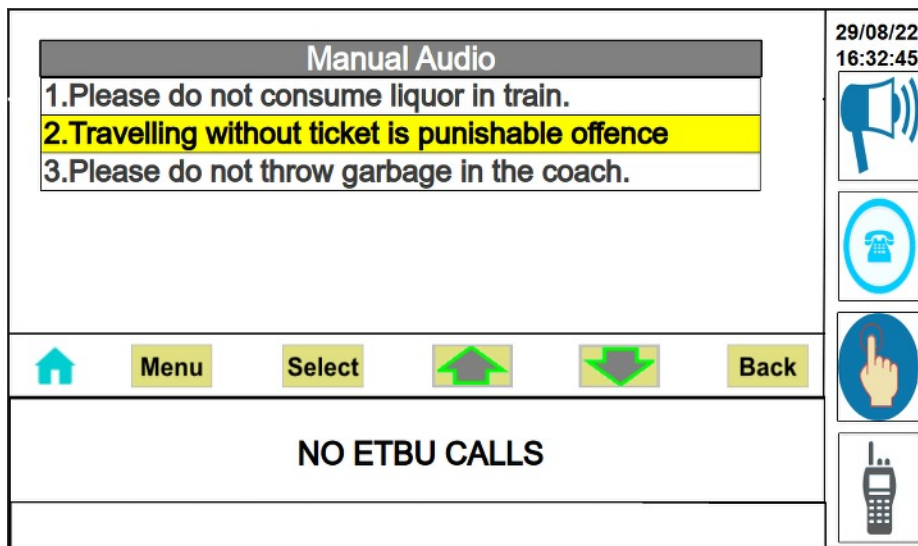 29/08/22
16:32:45
Manual Audio
1.Please do not consume liquor in train.
2.Travelling without ticket is punishable offence
3.Please do not throw garbage in the coach.
Menu Select Back
NO ETBU CALLS